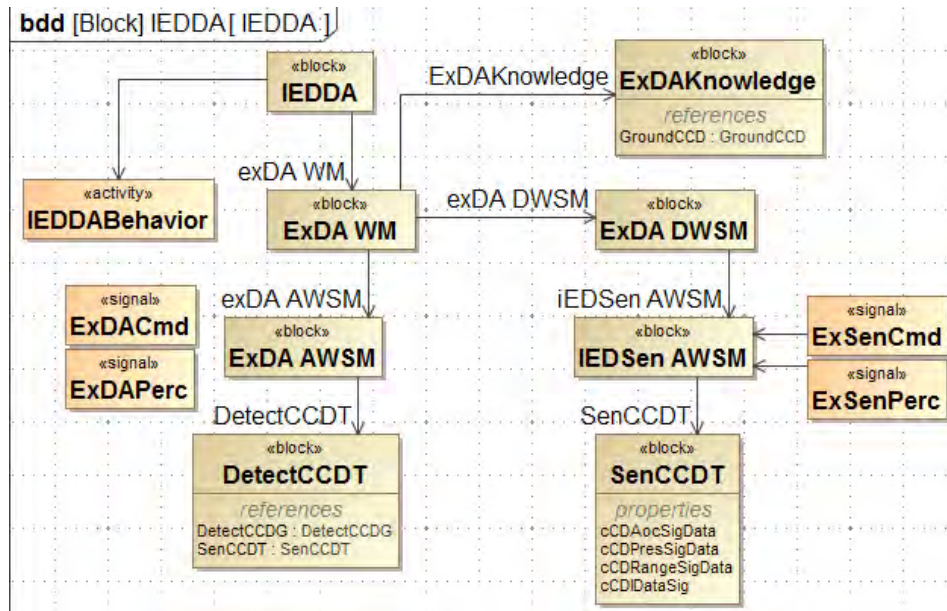 bdd [Block] IEDDA [ IEDDA ]
«block»
IEDDA
ExDAKnowledge
«block»
ExDAKnowledge
references
GroundCCD : GroundCCD
exDA WM
«activity»
IEDDABehavior
«block»
ExDA WM
exDA DWSM
«block»
ExDA DWSM
«signal»
ExDACmd
«signal»
ExDAPerc
exDA AWSM
«block»
ExDA AWSM
iEDSen AWSM
«block»
IEDSen AWSM
«signal»
ExSenCmd
«signal»
ExSenPerc
DetectCCDT
«block»
DetectCCDT
references
DetectCCDG : DetectCCDG
SenCCDT : SenCCDT
SenCCDT
«block»
SenCCDT
properties
cCDAocSigData
cCDPresSigData
cCDRangeSigData
cCDIDataSig